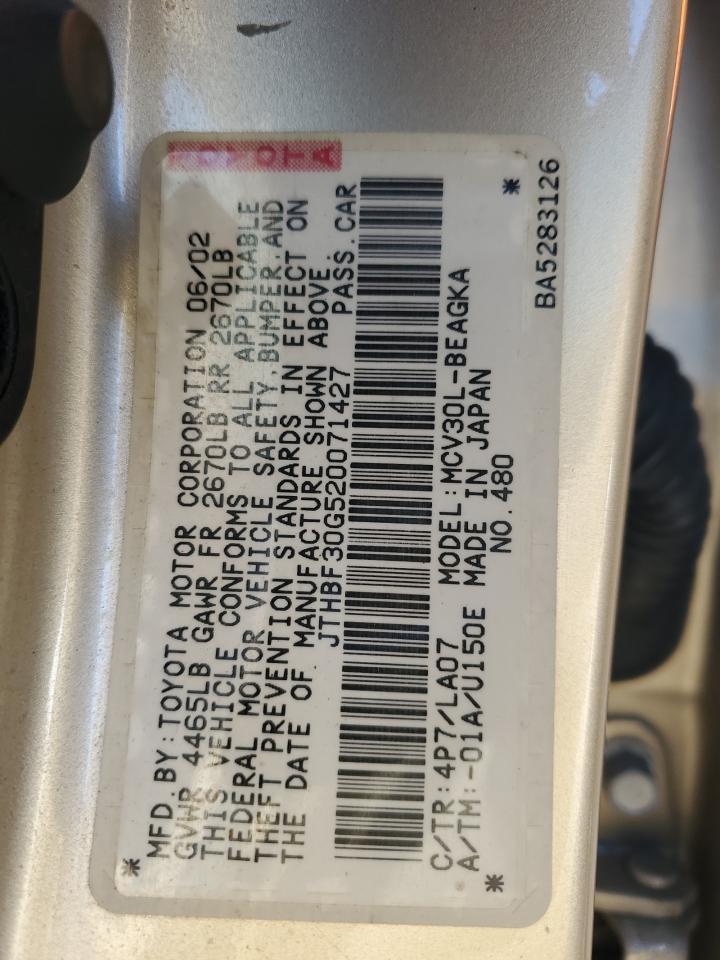 TOYOTA
MFD.BY:TOYOTA MOTOR CORPORATION 06/02
GVWR 4465LB GAWR FR 2670LB RR 2670LB
THIS VEHICLE CONFORMS TO ALL APPLICABLE
FEDERAL MOTOR VEHICLE SAFETY,BUMPER,AND
THEFT PREVENTION STANDARDS IN EFFECT ON
THE DATE OF MANUFACTURE SHOWN ABOVE.
JTHBF30G520071427 PASS.CAR
C/TR:4P7/LA07 MODEL:MCV30L-BEAGKA
A/TM:-01A/U150E MADE IN JAPAN
NO.480
BA5283126